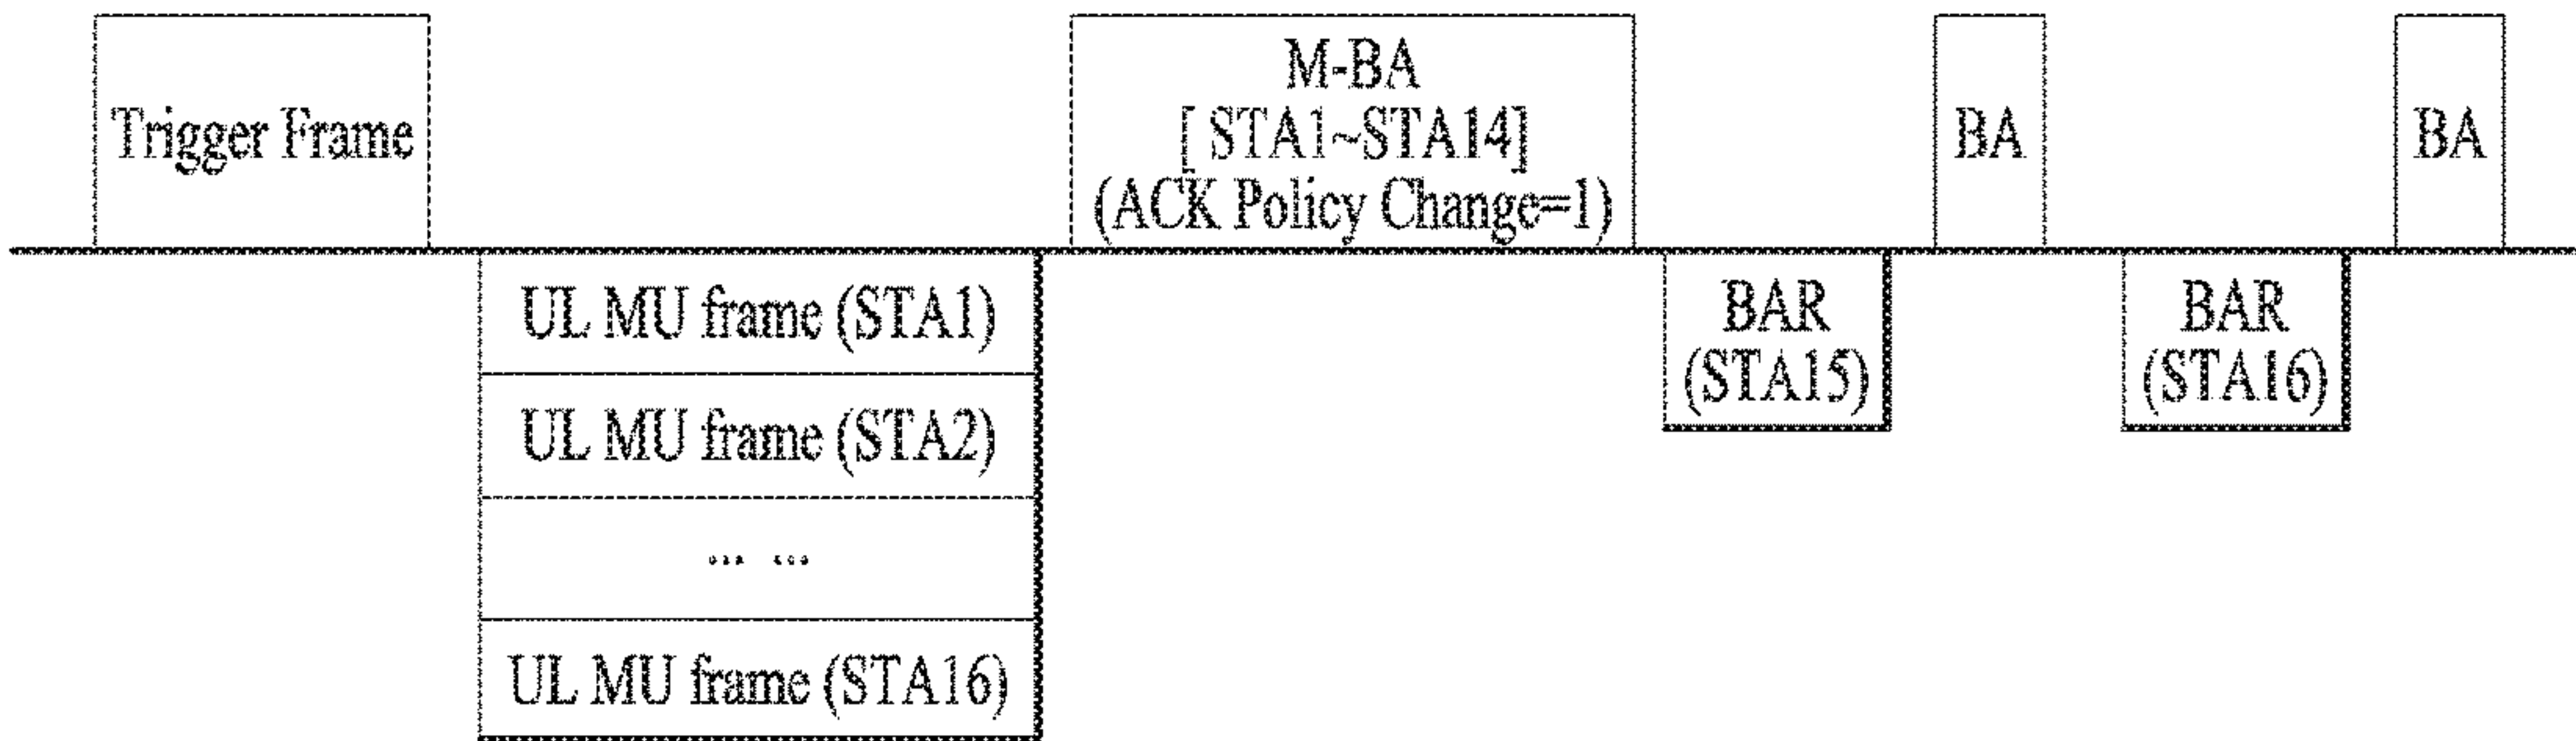 Trigger Frame
M-BA
[ STA1~STA14]
(ACK Policy Change=1)
BA
BA
UL MU frame (STA1)
UL MU frame (STA2)
... ...
UL MU frame (STA16)
BAR
(STA15)
BAR
(STA16)